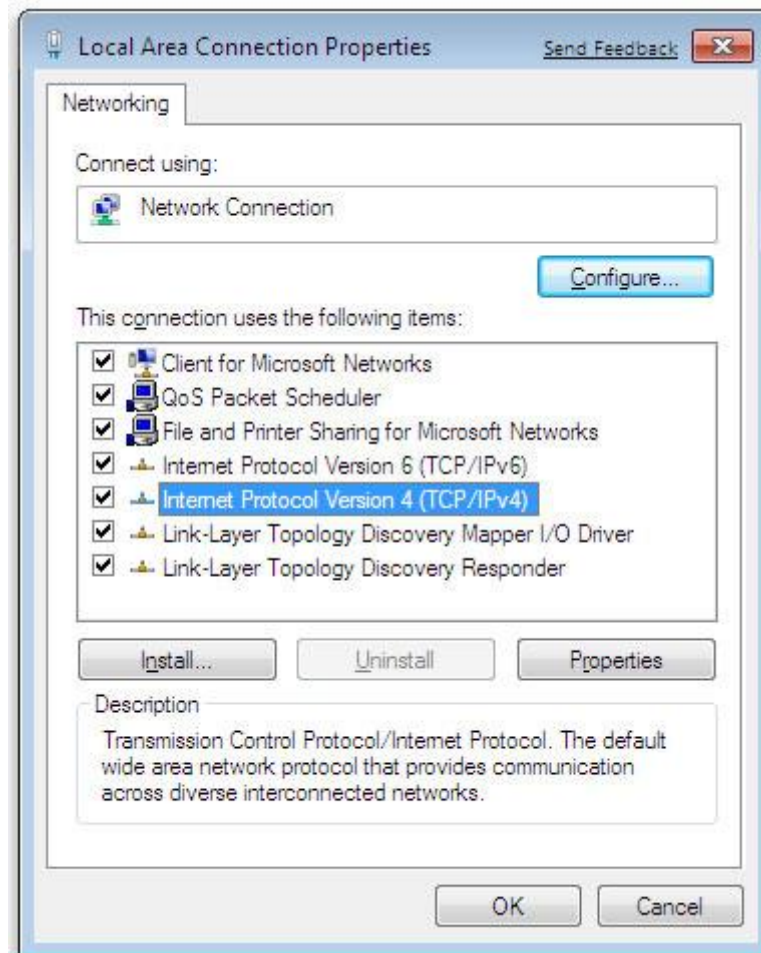 Local Area Connection Properties Send Feedback
Networking
Connect using:
Network Connection
Configure...
This connection uses the following items:
Client for Microsoft Networks
QoS Packet Scheduler
File and Printer Sharing for Microsoft Networks
Internet Protocol Version 6 (TCP/IPv6)
Internet Protocol Version 4 (TCP/IPv4)
Link-Layer Topology Discovery Mapper I/O Driver
Link-Layer Topology Discovery Responder
Install... Uninstall Properties
Description
Transmission Control Protocol/Internet Protocol. The default
wide area network protocol that provides communication
across diverse interconnected networks.
OK Cancel